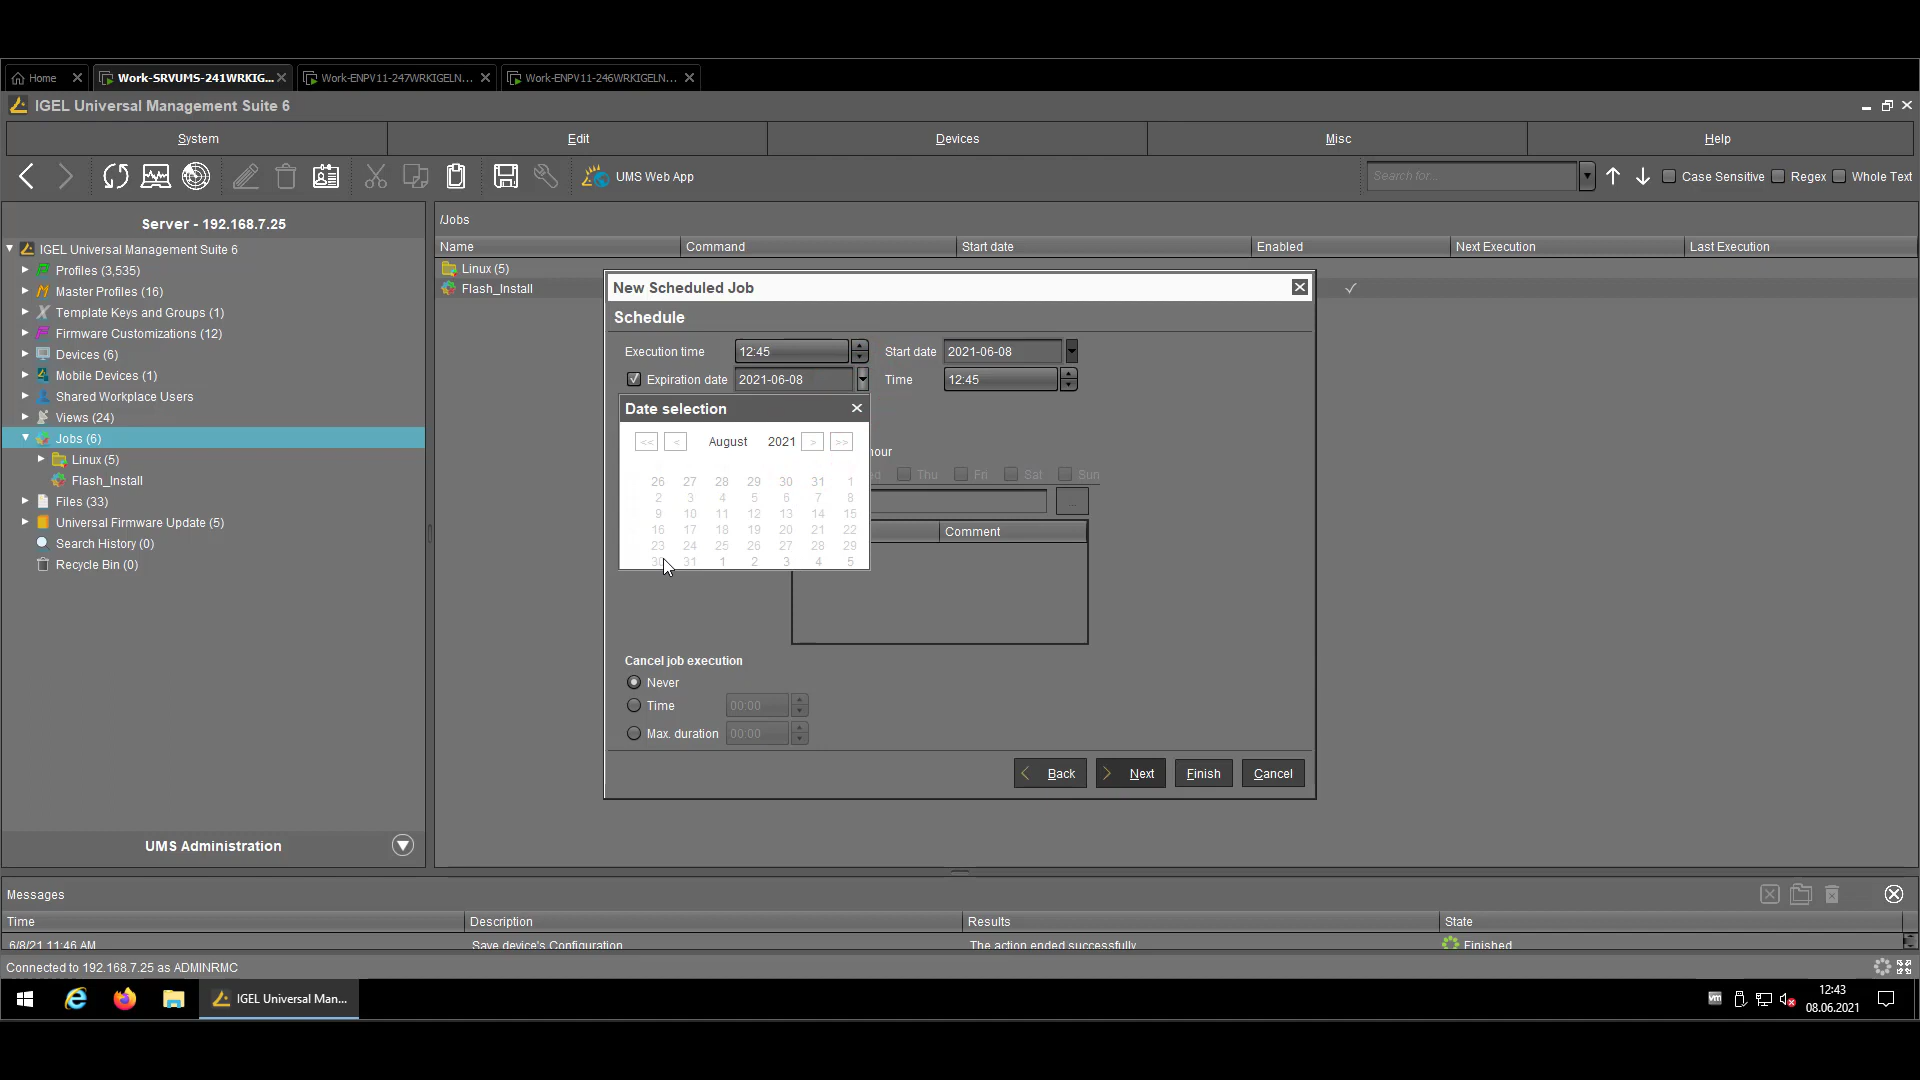 Home
Work-SRVUMS-241WRKIG...
Work-ENPV11-247WRKIGELN...
Work-ENPV11-246WRKIGELN...
IGEL Universal Management Suite 6
System
Edit
Devices
Misc
Help
UMS Web App
Search for...
Case Sensitive
Regex
Whole Text
Server - 192.168.7.25
IGEL Universal Management Suite 6
Profiles (3,535)
Master Profiles (16)
Template Keys and Groups (1)
Firmware Customizations (12)
Devices (6)
Mobile Devices (1)
Shared Workplace Users
Views (24)
Jobs (6)
Linux (5)
Flash_Install
Files (33)
Universal Firmware Update (5)
Search History (0)
Recycle Bin (0)
UMS Administration
/Jobs
Name Command Start date Enabled Next Execution Last Execution
Linux (5)
Flash_Install
New Scheduled Job
Schedule
Execution time 12:45 Start date 2021-06-08
Expiration date 2021-06-08 Time 12:45
Date selection
<< < August 2021 > >>
26 27 28 29 30 31 1
2 3 4 5 6 7 8
9 10 11 12 13 14 15
16 17 18 19 20 21 22
23 24 25 26 27 28 29
30 31 1 2 3 4 5
our
d Thu Fri Sat Sun
...
Comment
Cancel job execution
Never
Time 00:00
Max. duration 00:00
Back
Next
Finish
Cancel
Messages
Time Description Results State
6/8/21 11:46 AM Save device's Configuration The action ended successfully Finished
Connected to 192.168.7.25 as ADMINRMC
IGEL Universal Man...
vm
12:43
08.06.2021